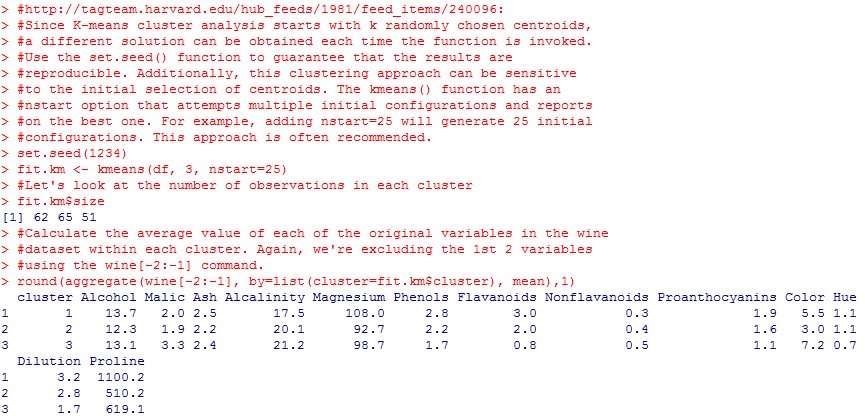 > #http://tagteam.harvard.edu/hub_feeds/1981/feed_items/240096:
> #Since K-means cluster analysis starts with k randomly chosen centroids,
> #a different solution can be obtained each time the function is invoked.
> #Use the set.seed() function to guarantee that the results are
> #reproducible. Additionally, this clustering approach can be sensitive
> #to the initial selection of centroids. The kmeans() function has an
> #nstart option that attempts multiple initial configurations and reports
> #on the best one. For example, adding nstart=25 will generate 25 initial
> #configurations. This approach is often recommended.
> set.seed(1234)
> fit.km <- kmeans(df, 3, nstart=25)
> #Let's look at the number of observations in each cluster
> fit.km$size
[1] 62 65 51
> #Calculate the average value of each of the original variables in the wine
> #dataset within each cluster. Again, we're excluding the 1st 2 variables
> #using the wine[-2:-1] command.
> round(aggregate(wine[-2:-1], by=list(cluster=fit.km$cluster), mean),1)
  cluster Alcohol Malic Ash Alcalinity Magnesium Phenols Flavanoids Nonflavanoids Proanthocyanins Color Hue
1       1    13.7   2.0 2.5       17.5     108.0     2.8        3.0           0.3             1.9   5.5 1.1
2       2    12.3   1.9 2.2       20.1      92.7     2.2        2.0           0.4             1.6   3.0 1.1
3       3    13.1   3.3 2.4       21.2      98.7     1.7        0.8           0.5             1.1   7.2 0.7
  Dilution Proline
1      3.2  1100.2
2      2.8   510.2
3      1.7   619.1